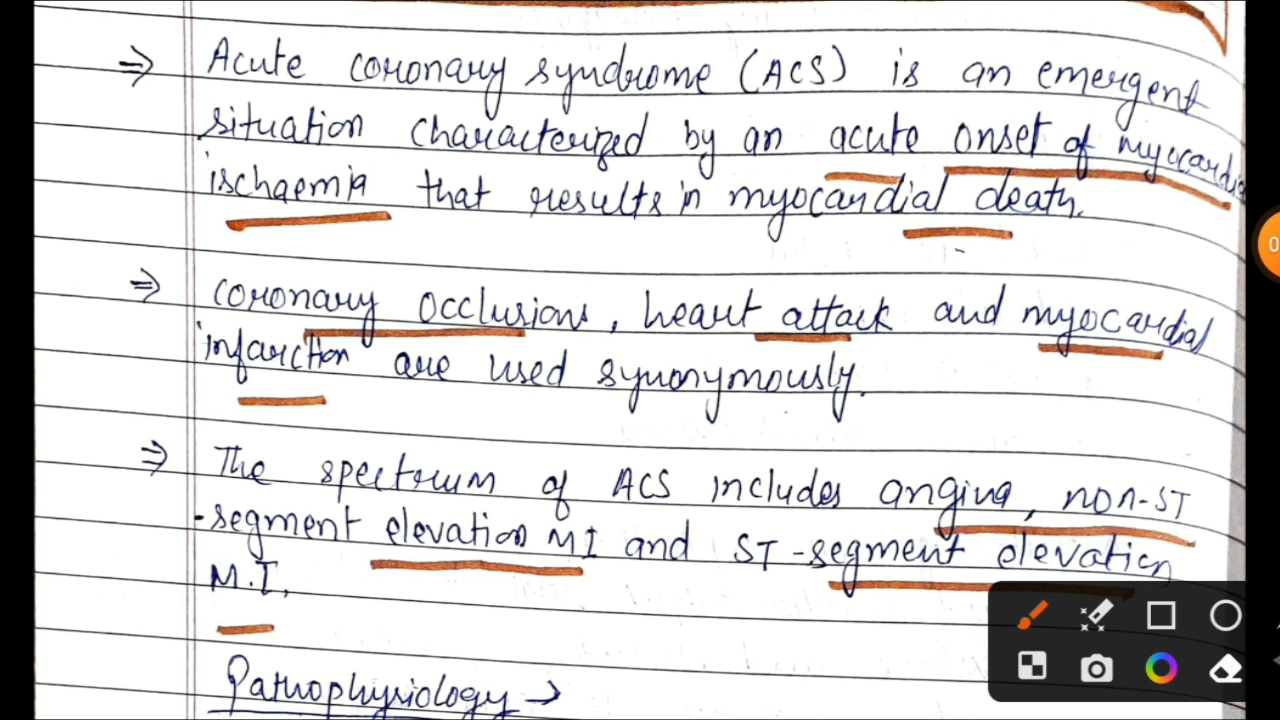 ⇒ Acute coronary syndrome (ACS) is an emergent
situation characterized by an acute onset of myocardia
ischaemia that results in myocardial death.
⇒ coronary occlusions, heart attack and myocardial
infarction are used synonymously.
⇒ The spectrum of ACS includes angina, non-ST
-segment elevation MI and ST-segment elevation
M.I.
Pathophysiology →
0